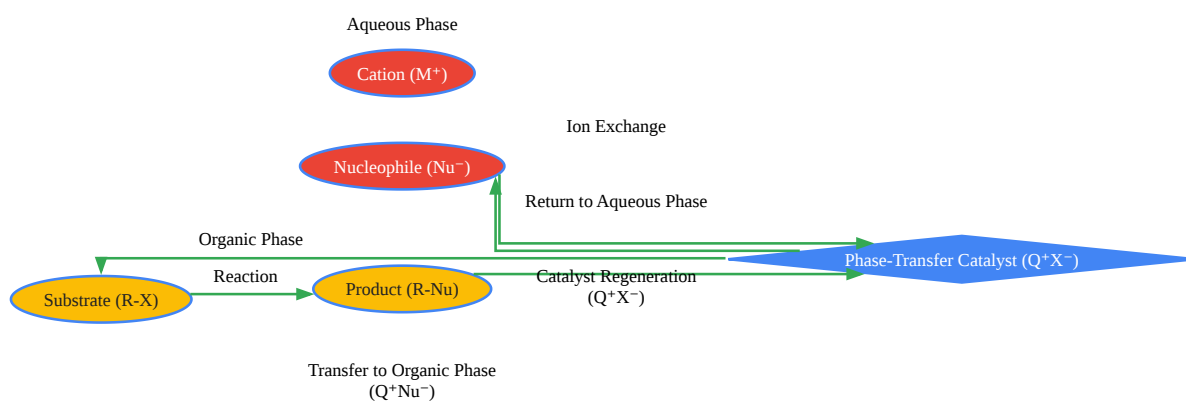 Aqueous Phase
Cation (M⁺)
Ion Exchange
Nucleophile (Nu⁻)
Return to Aqueous Phase
Organic Phase
Phase-Transfer Catalyst (Q⁺X⁻)
Reaction
Catalyst Regeneration
(Q⁺X⁻)
Substrate (R-X)
Product (R-Nu)
Transfer to Organic Phase
(Q⁺Nu⁻)